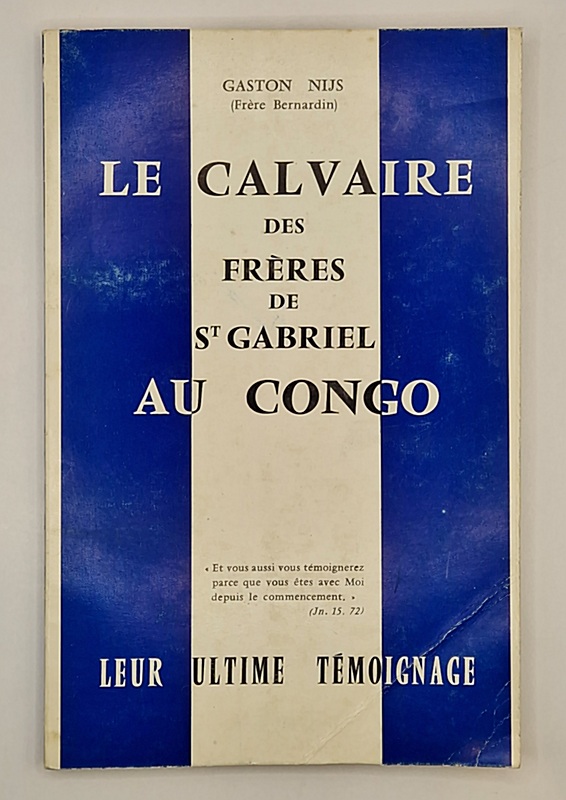 GASTON NIJS
(Frère Bernardin)
LE CALVAIRE
DES
FRÈRES
DE
Sᵀ GABRIEL
AU CONGO
« Et vous aussi vous témoignerez
parce que vous êtes avec Moi
depuis le commencement. »
(Jn. 15. 72)
LEUR ULTIME TÉMOIGNAGE